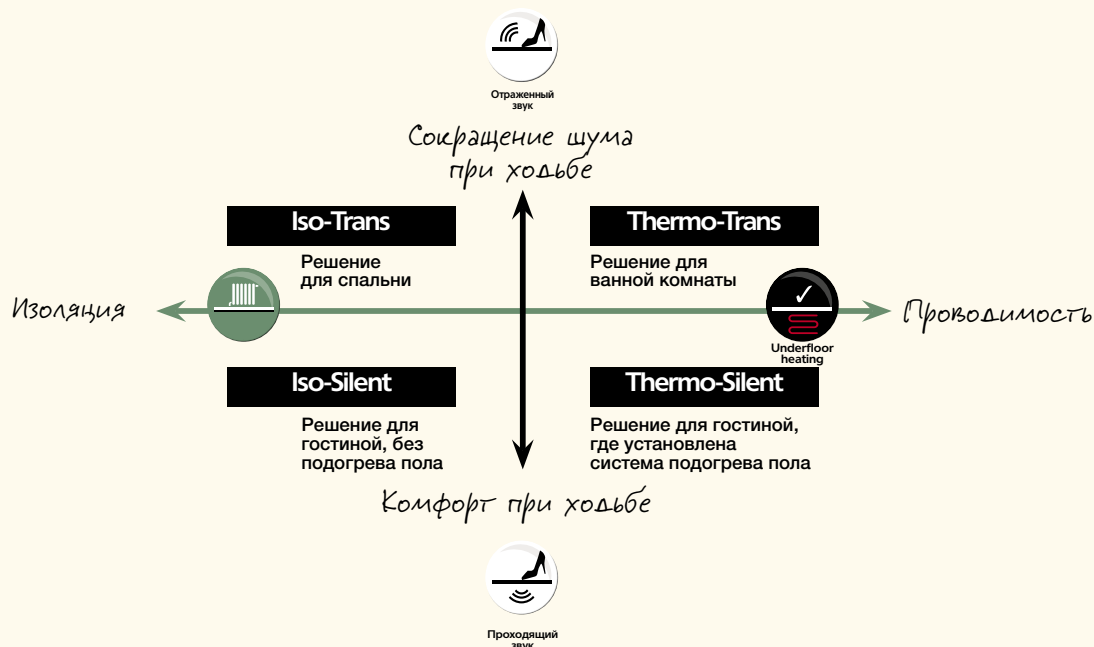 Отраженный
звук
Сокращение шума
при ходьбе
Iso-Trans
Решение
для спальни
Thermo-Trans
Решение для
ванной комнаты
Изоляция
Проводимость
Underfloor
heating
Iso-Silent
Решение для
гостиной, без
подогрева пола
Thermo-Silent
Решение для гостиной,
где установлена
система подогрева пола
Комфорт при ходьбе
Проходящий
звук